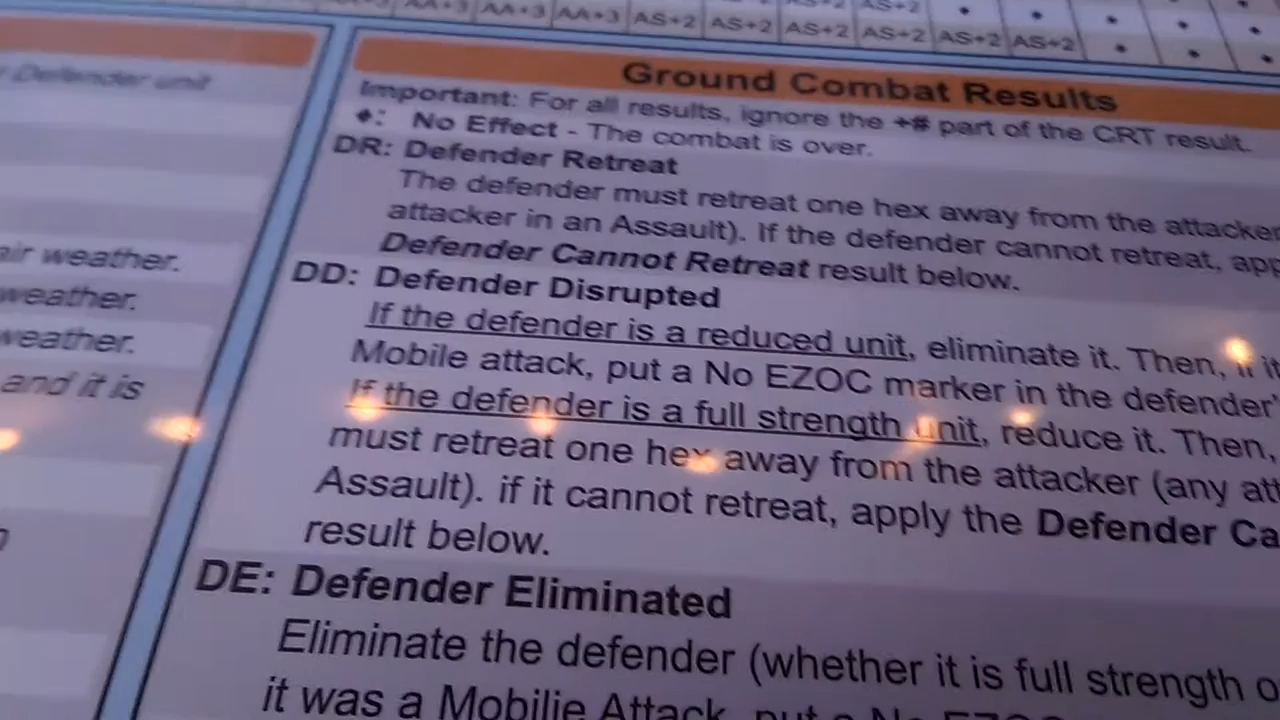 AA+3 AA+3 AA+3 AS+2 AS+2 AS+2 AS+2 AS+2 AS+2
Defender unit
air weather.
weather.
weather.
and it is
Ground Combat Results
Important: For all results, ignore the +# part of the CRT result.
♦: No Effect - The combat is over.
DR: Defender Retreat
The defender must retreat one hex away from the attacker
attacker in an Assault). If the defender cannot retreat, app
Defender Cannot Retreat result below.
DD: Defender Disrupted
If the defender is a reduced unit, eliminate it. Then, if it
Mobile attack, put a No EZOC marker in the defender'
If the defender is a full strength unit, reduce it. Then,
must retreat one hex away from the attacker (any att
Assault). if it cannot retreat, apply the Defender Ca
result below.
DE: Defender Eliminated
Eliminate the defender (whether it is full strength o
it was a Mobilie Attack, put a No EZOC